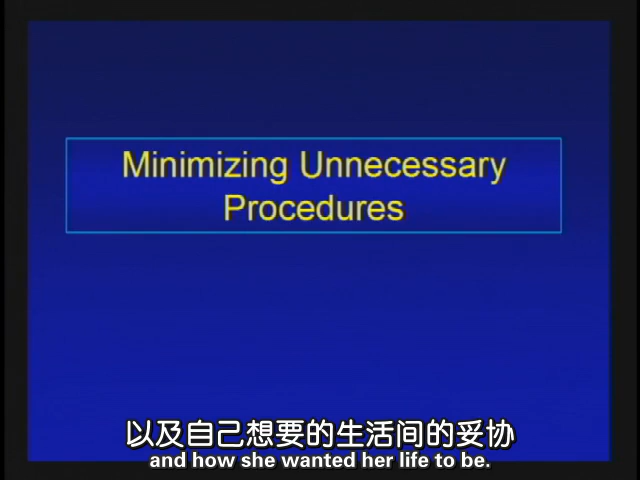 Minimizing Unnecessary
Procedures
以及自己想要的生活间的妥协
and how she wanted her life to be.